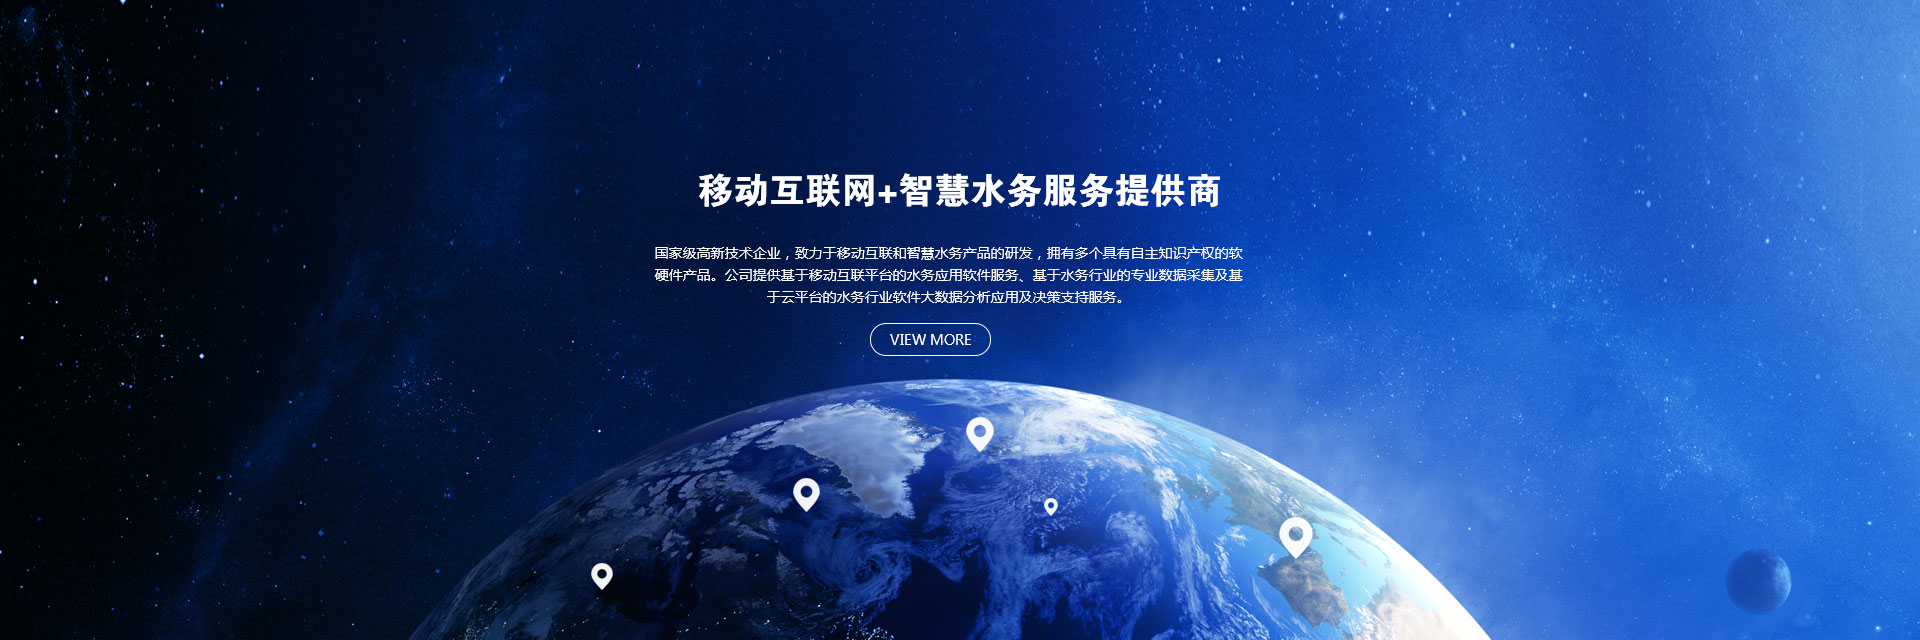 移动互联网+智慧水务服务提供商
国家级高新技术企业，致力于移动互联和智慧水务产品的研发，拥有多个具有自主知识产权的软
硬件产品。公司提供基于移动互联平台的水务应用软件服务、基于水务行业的专业数据采集及基
于云平台的水务行业软件大数据分析应用及决策支持服务。
VIEW MORE